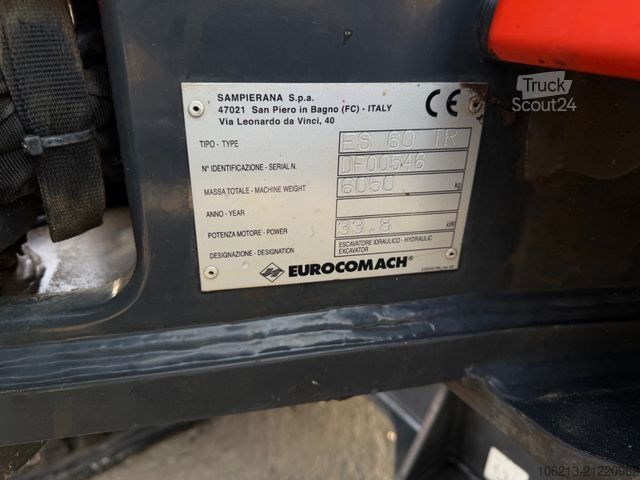 SAMPIERANA S.p.a.
47021 San Piero in Bagno (FC) - ITALY
Via Leonardo da Vinci, 40
CE
Truck
Scout24
TIPO - TYPE ES 60 TR
N° IDENTIFICAZIONE - SERIAL N. DF00546
MASSA TOTALE - MACHINE WEIGHT 6050 kg
ANNO - YEAR
POTENZA MOTORE - POWER 33.8 kW
DESIGNAZIONE - DESIGNATION ESCAVATORE IDRAULICO - HYDRAULIC
EXCAVATOR
EUROCOMACH®